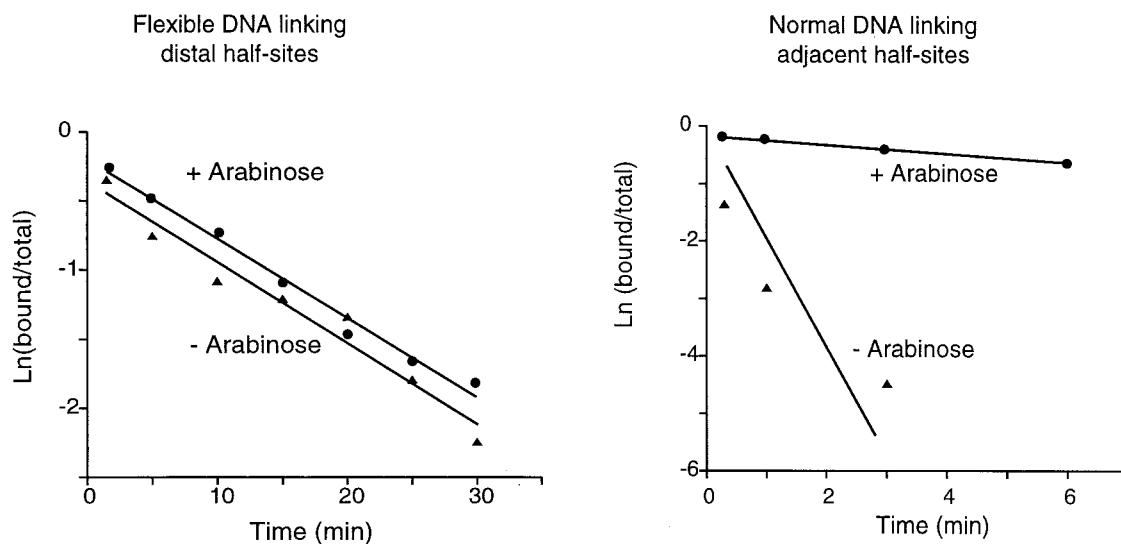 Flexible DNA linking
distal half-sites
0
-1
-2
Ln(bound/total)
+ Arabinose
- Arabinose
0
10
20
30
Time (min)
Normal DNA linking
adjacent half-sites
0
-2
-4
-6
Ln (bound/total)
+ Arabinose
- Arabinose
0
2
4
6
Time (min)